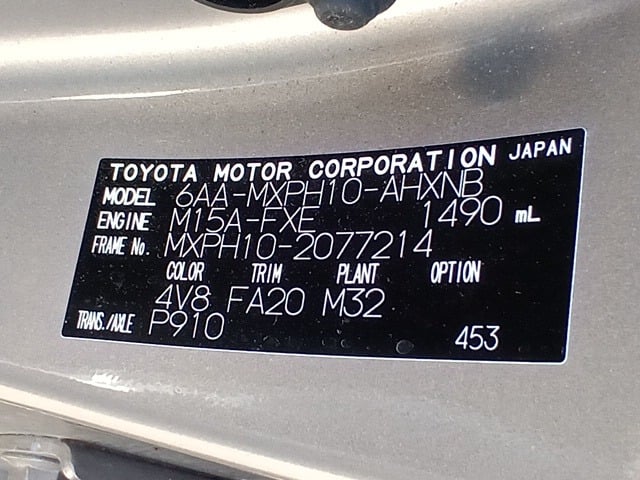 TOYOTA MOTOR CORPORATION JAPAN
MODEL 6AA-MXPH10-AHXNB
ENGINE M15A-FXE 1490 mL
FRAME No. MXPH10-2077214
COLOR TRIM PLANT OPTION
4V8 FA20 M32
TRANS./AXLE P910 453